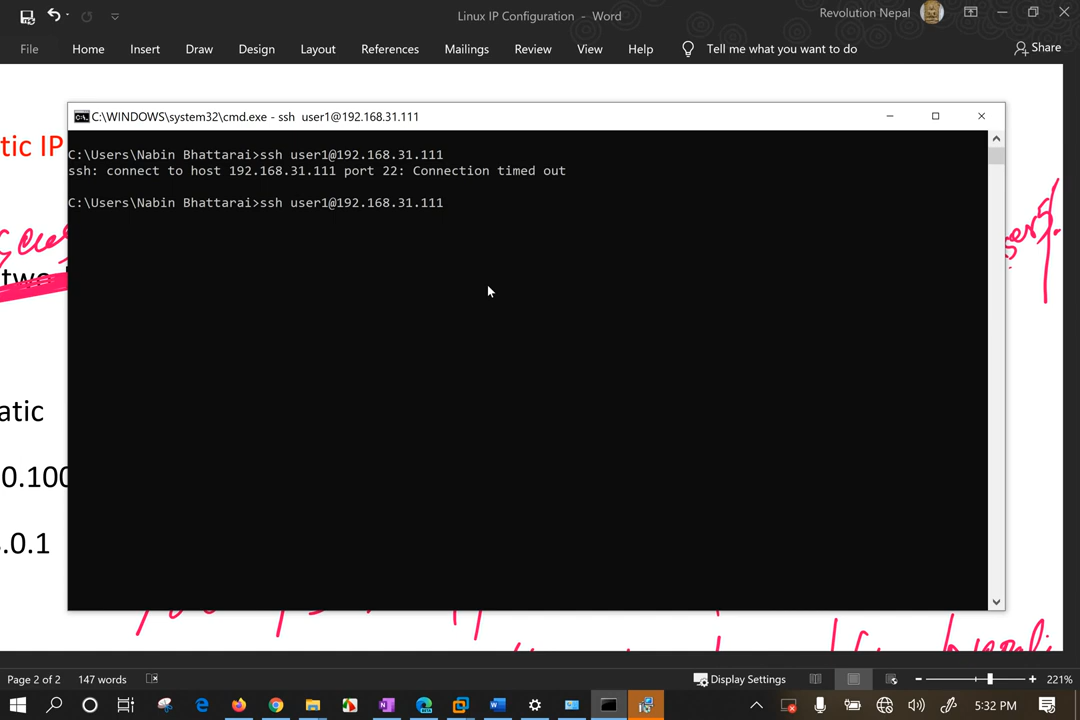 Linux IP Configuration - Word
Revolution Nepal
File Home Insert Draw Design Layout References Mailings Review View Help Tell me what you want to do Share
C:\WINDOWS\system32\cmd.exe - ssh user1@192.168.31.111
tic IP
C:\Users\Nabin Bhattarai>ssh user1@192.168.31.111
ssh: connect to host 192.168.31.111 port 22: Connection timed out
C:\Users\Nabin Bhattarai>ssh user1@192.168.31.111
two
atic
0.100
.0.1
Page 2 of 2 147 words Display Settings 221%
5:32 PM